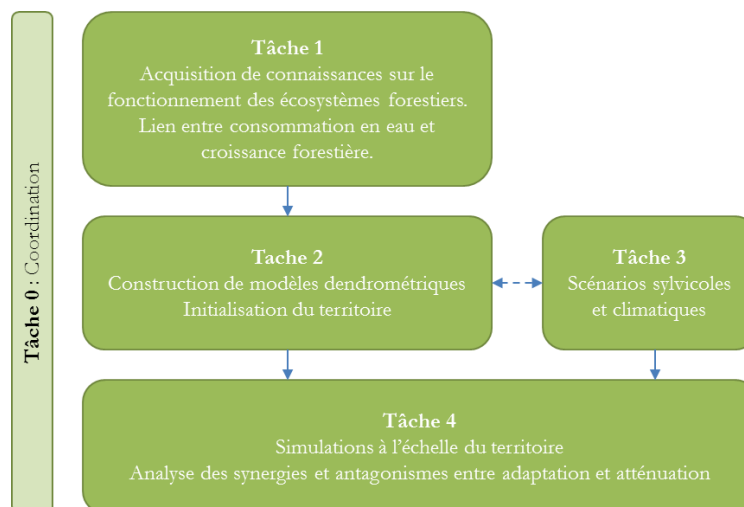 Tâche 0 : Coordination
Tâche 1
Acquisition de connaissances sur le
fonctionnement des écosystèmes forestiers.
Lien entre consommation en eau et
croissance forestière.
Tache 2
Construction de modèles dendrométriques
Initialisation du territoire
Tâche 3
Scénarios sylvicoles
et climatiques
Tâche 4
Simulations à l’échelle du territoire
Analyse des synergies et antagonismes entre adaptation et atténuation